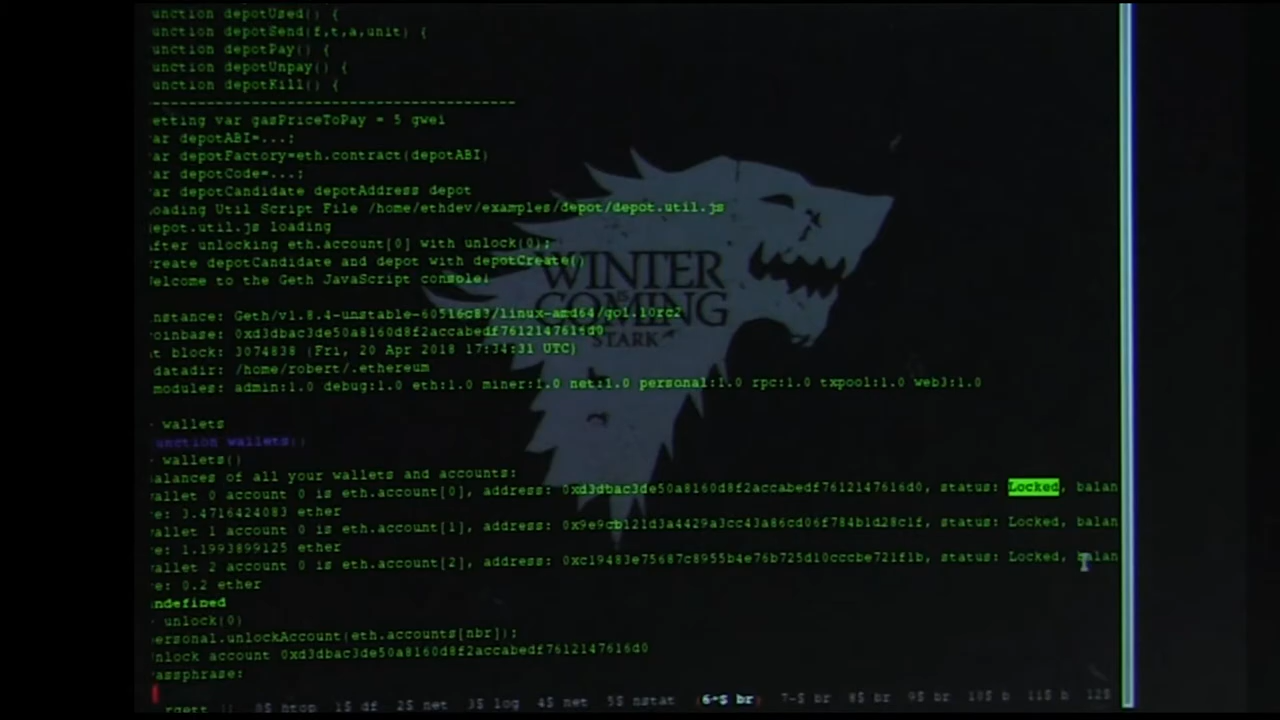 unction depotUsed() {
unction depotSend(f,t,a,unit) {
unction depotPay() {
unction depotUnpay() {
unction depotKill() {
---------------------------------------------
etting var gasPriceToPay = 5 gwei
ar depotABI=...;
ar depotFactory=eth.contract(depotABI)
ar depotCode=...;
ar depotCandidate depotAddress depot
oading Util Script File /home/ethdev/examples/depot/depot.util.js
epot.util.js loading
fter unlocking eth.account[0] with unlock(0);
reate depotCandidate and depot with depotCreate()
elcome to the Geth JavaScript console!
WINTER
IS
COMING
STARK
nstance: Geth/v1.8.4-unstable-60516c83/linux-amd64/go1.10rc2
oinbase: 0xd3dbac3de50a8160d8f2accabedf7612147616d0
t block: 3074838 (Fri, 20 Apr 2018 17:34:31 UTC)
datadir: /home/robert/.ethereum
modules: admin:1.0 debug:1.0 eth:1.0 miner:1.0 net:1.0 personal:1.0 rpc:1.0 txpool:1.0 web3:1.0
wallets
unction wallets()
wallets()
alances of all your wallets and accounts:
allet 0 account 0 is eth.account[0], address: 0xd3dbac3de50a8160d8f2accabedf7612147616d0, status: Locked, balan
e: 3.4716424083 ether
allet 1 account 0 is eth.account[1], address: 0x9e9cb121d3a4429a3cc43a86cd06f784b1d28c1f, status: Locked, balan
e: 1.1993899125 ether
allet 2 account 0 is eth.account[2], address: 0xc19483e75687c8955b4e76b725d10cccbe721f1b, status: Locked, balan
e: 0.2 ether
undefined
unlock(0)
ersonal.unlockAccount(eth.accounts[nbr]);
nlock account 0xd3dbac3de50a8160d8f2accabedf7612147616d0
assphrase:
0$ htop 1$ df 2$ net 3$ log 4$ net 5$ nstat (6*$ br) 7-$ br 8$ br 9$ br 10$ b 11$ b 12$